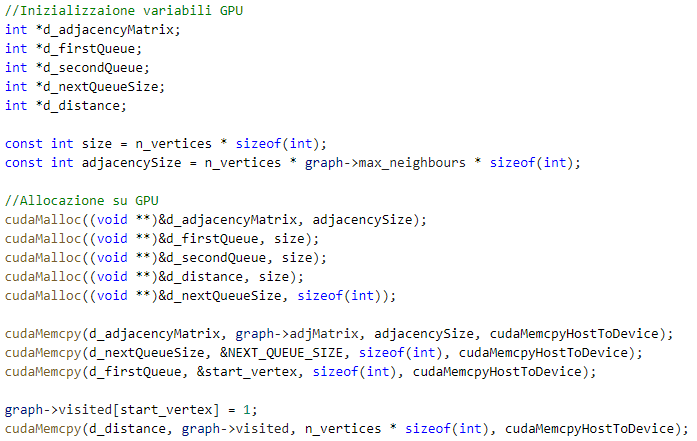 //Inizializzaione variabili GPU
int *d_adjacencyMatrix;
int *d_firstQueue;
int *d_secondQueue;
int *d_nextQueueSize;
int *d_distance;

const int size = n_vertices * sizeof(int);
const int adjacencySize = n_vertices * graph->max_neighbours * sizeof(int);

//Allocazione su GPU
cudaMalloc((void **)&d_adjacencyMatrix, adjacencySize);
cudaMalloc((void **)&d_firstQueue, size);
cudaMalloc((void **)&d_secondQueue, size);
cudaMalloc((void **)&d_distance, size);
cudaMalloc((void **)&d_nextQueueSize, sizeof(int));

cudaMemcpy(d_adjacencyMatrix, graph->adjMatrix, adjacencySize, cudaMemcpyHostToDevice);
cudaMemcpy(d_nextQueueSize, &NEXT_QUEUE_SIZE, sizeof(int), cudaMemcpyHostToDevice);
cudaMemcpy(d_firstQueue, &start_vertex, sizeof(int), cudaMemcpyHostToDevice);

graph->visited[start_vertex] = 1;
cudaMemcpy(d_distance, graph->visited, n_vertices * sizeof(int), cudaMemcpyHostToDevice);